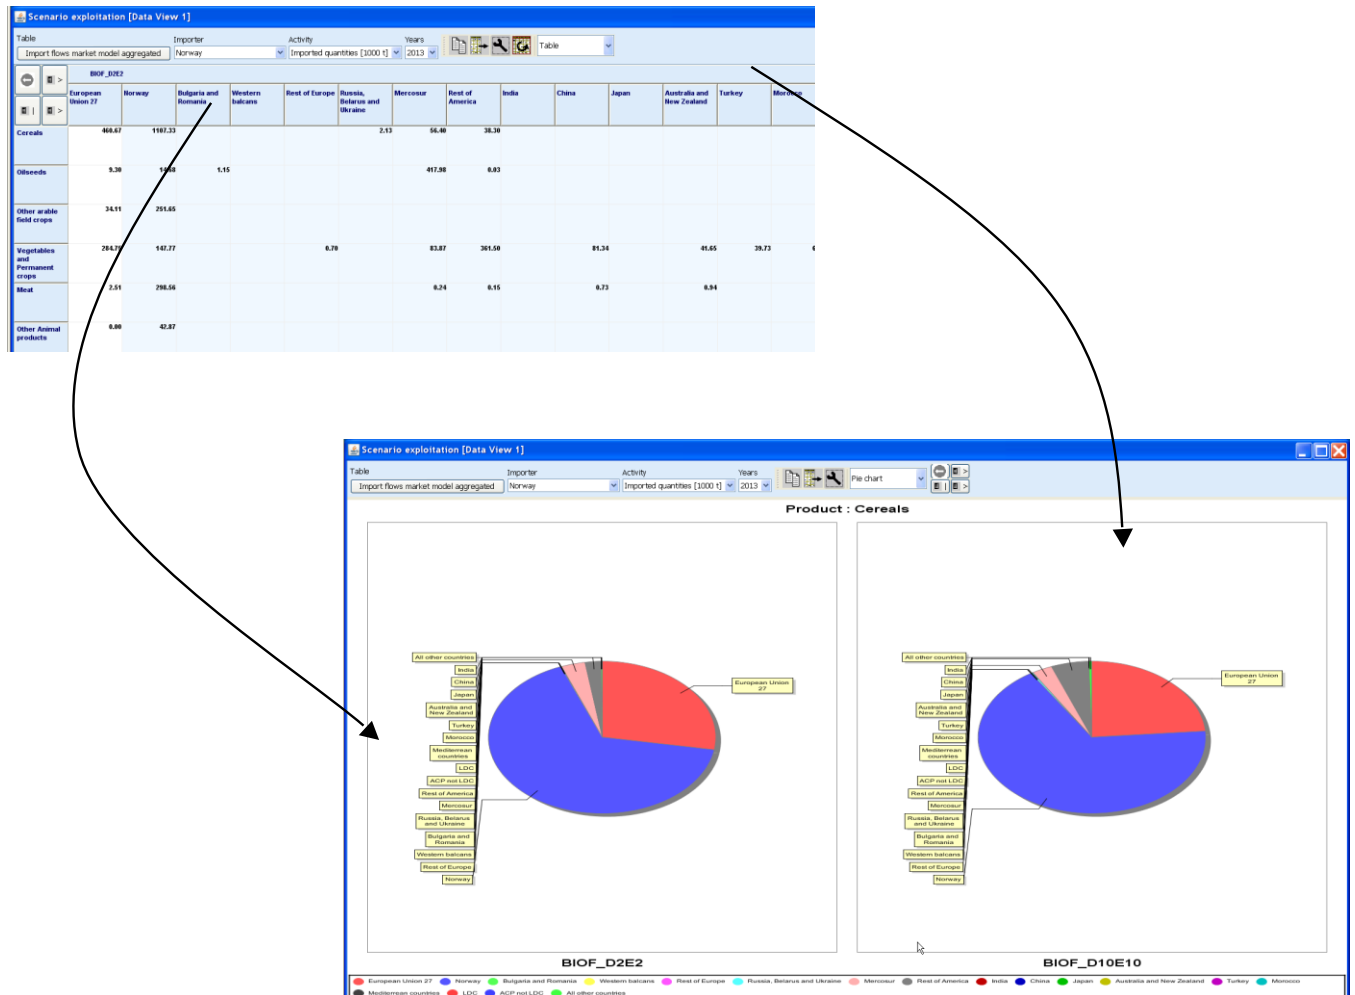 Scenario exploitation [Data View 1]
Table Importer Activity Years
Import flows market model aggregated Norway Imported quantities [1000 t] 2013 Table
BIOF_D2E2
European Union 27 Norway Bulgaria and Romania Western balcans Rest of Europe Russia, Belarus and Ukraine Mercosur Rest of America India China Japan Australia and New Zealand Turkey Morocco
Cereals 460.67 1107.33 2.13 56.40 38.30
Oilseeds 9.30 1.15 417.98 0.03
Other arable field crops 34.11 251.65
Vegetables and Permanent crops 284.79 147.77 0.70 83.87 361.50 81.34 41.65 39.73
Meat 2.51 298.56 0.24 0.15 0.73 0.94
Other Animal products 0.00 42.87
Scenario exploitation [Data View 1]
Table Importer Activity Years
Import flows market model aggregated Norway Imported quantities [1000 t] 2013 Pie chart
Product : Cereals
All other countries
India
China
Japan
Australia and
New Zealand
Turkey
Morocco
Mediterrean
countries
LDC
ACP not LDC
Rest of America
Mercosur
Russia, Belarus
and Ukraine
Bulgaria and
Romania
Western balcans
Rest of Europe
Norway
European Union
27
BIOF_D2E2
All other countries
India
China
Japan
Australia and
New Zealand
Turkey
Morocco
Mediterrean
countries
LDC
ACP not LDC
Rest of America
Mercosur
Russia, Belarus
and Ukraine
Bulgaria and
Romania
Western balcans
Rest of Europe
Norway
European Union
27
BIOF_D10E10
European Union 27 Norway Bulgaria and Romania Western balcans Rest of Europe Russia, Belarus and Ukraine Mercosur Rest of America India China Japan Australia and New Zealand Turkey Morocco
Mediterrean countries LDC ACP not LDC All other countries